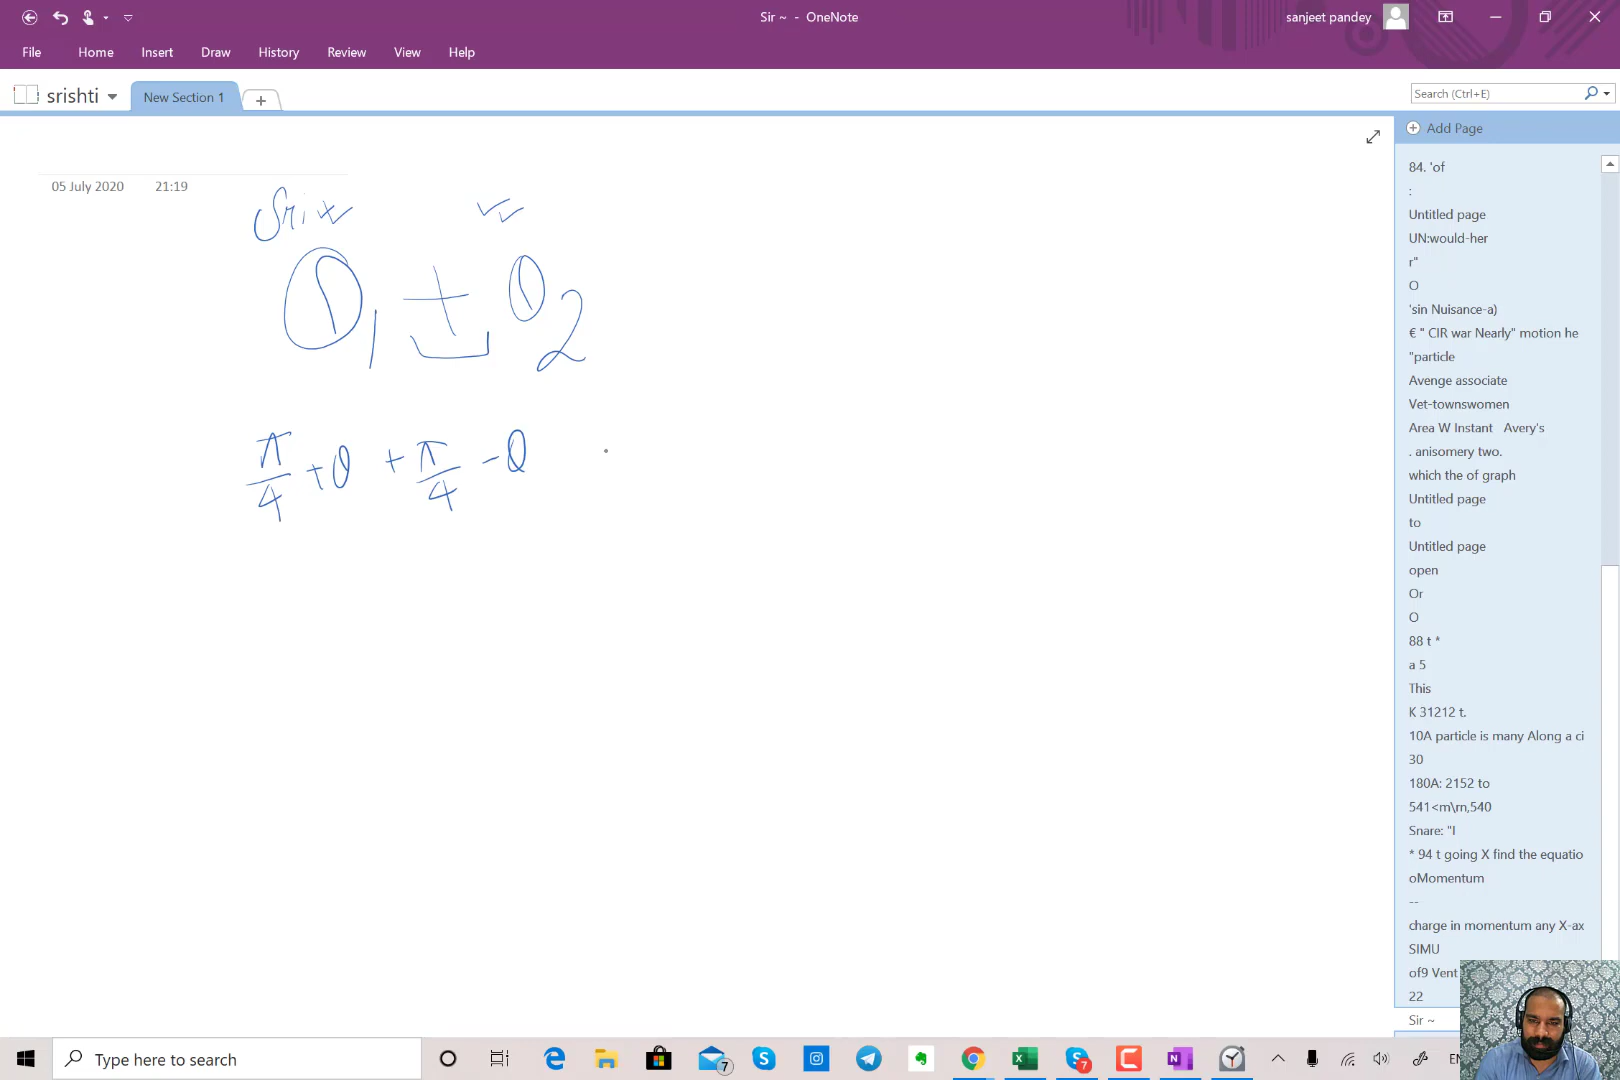 Sir ~ - OneNote
sanjeet pandey
File Home Insert Draw History Review View Help
srishti
New Section 1
Search (Ctrl+E)
Add Page
05 July 2020 21:19
θ₁ + θ₂
π/4 + θ + π/4 - θ
84. 'of
:
Untitled page
UN:would-her
r"
O
'sin Nuisance-a)
€ " CIR war Nearly" motion he
"particle
Avenge associate
Vet-townswomen
Area W Instant Avery's
. anisomery two.
which the of graph
Untitled page
to
Untitled page
open
Or
O
88 t *
a 5
This
K 31212 t.
10A particle is many Along a ci
30
180A: 2152 to
541<m\m,540
Snare: "I
* 94 t going X find the equatio
oMomentum
--
charge in momentum any X-ax
SIMU
of9 Vent
22
Sir ~
Type here to search
7
7